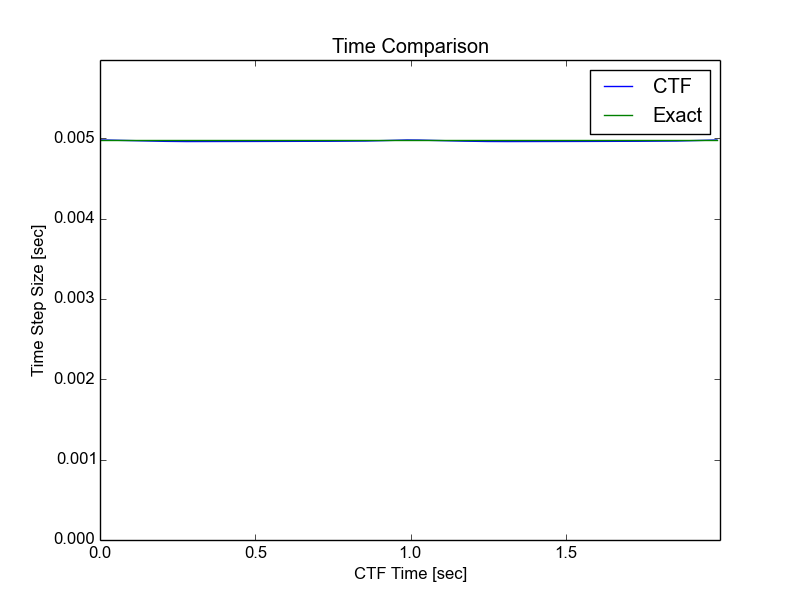 Time Comparison
CTF
Exact
0.005
0.004
0.003
0.002
0.001
0.000
Time Step Size [sec]
0.0
0.5
1.0
1.5
CTF Time [sec]